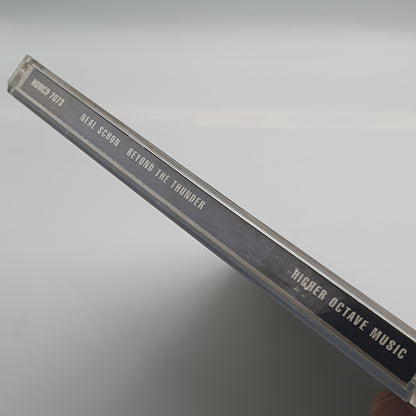 HOMCD 7073 NEAL SCHON BEYOND THE THUNDER HIGHER OCTAVE MUSIC